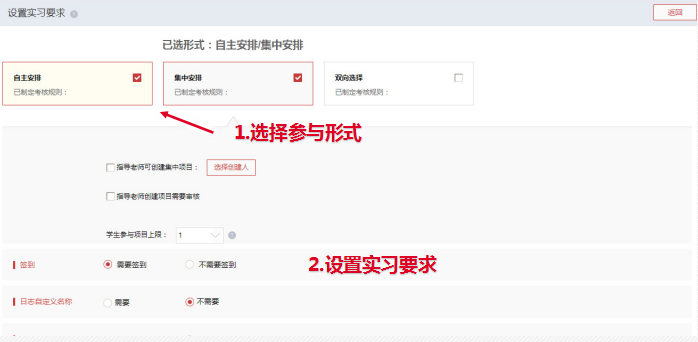 设置实习要求
返回
已选形式：自主安排/集中安排
自主安排
已制定考核规则：
集中安排
已制定考核规则：
双向选择
已制定考核规则：
1.选择参与形式
指导老师可创建集中项目：
选择创建人
指导老师创建项目需要审核
学生参与项目上限：
1
签到
需要签到
不需要签到
2.设置实习要求
日志自定义名称
需要
不需要